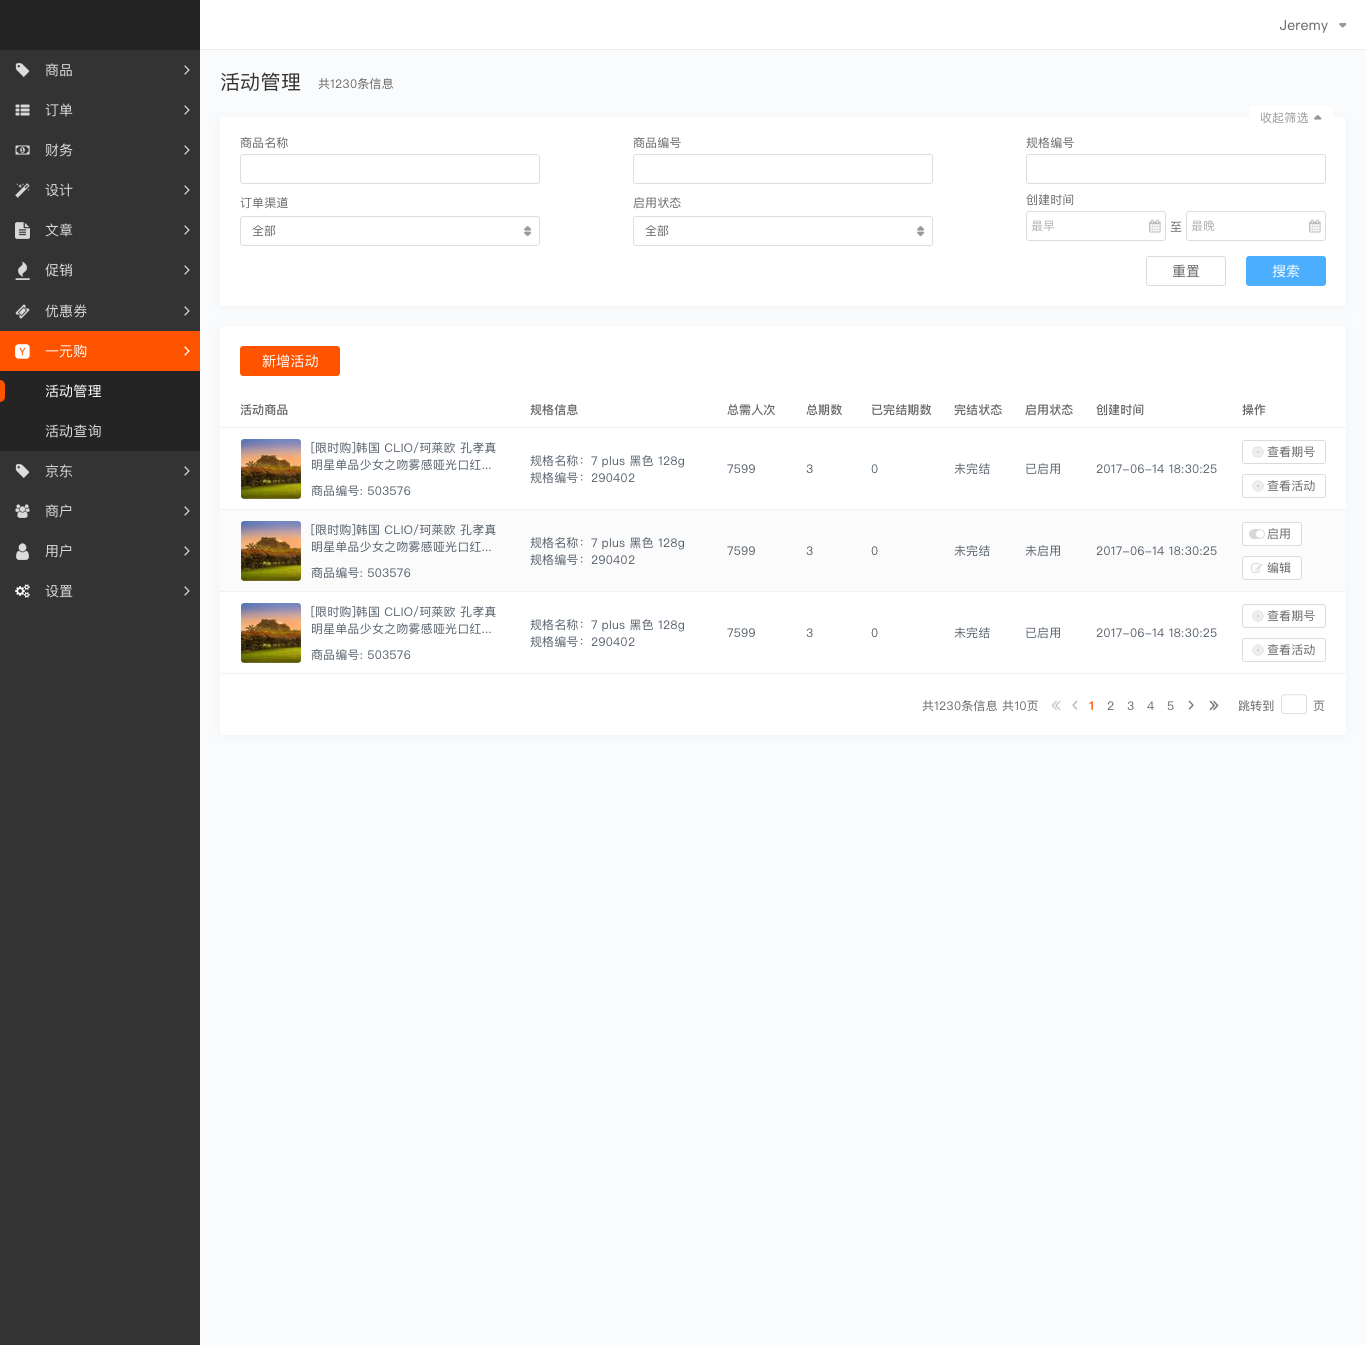 Jeremy
商品
订单
财务
设计
文章
促销
优惠券
一元购
活动管理
活动查询
京东
商户
用户
设置
活动管理 共1230条信息
收起筛选
商品名称 商品编号 规格编号
订单渠道 启用状态 创建时间
全部 全部 最早 至 最晚
重置 搜索
新增活动
活动商品 规格信息 总需人次 总期数 已完结期数 完结状态 启用状态 创建时间 操作
[限时购]韩国 CLIO/珂莱欧 孔孝真
明星单品少女之吻雾感哑光口红...
商品编号: 503576
规格名称：7 plus 黑色 128g
规格编号：290402
7599 3 0 未完结 已启用 2017-06-14 18:30:25
查看期号
查看活动
[限时购]韩国 CLIO/珂莱欧 孔孝真
明星单品少女之吻雾感哑光口红...
商品编号: 503576
规格名称：7 plus 黑色 128g
规格编号：290402
7599 3 0 未完结 未启用 2017-06-14 18:30:25
启用
编辑
[限时购]韩国 CLIO/珂莱欧 孔孝真
明星单品少女之吻雾感哑光口红...
商品编号: 503576
规格名称：7 plus 黑色 128g
规格编号：290402
7599 3 0 未完结 已启用 2017-06-14 18:30:25
查看期号
查看活动
共1230条信息 共10页 1 2 3 4 5 跳转到 页